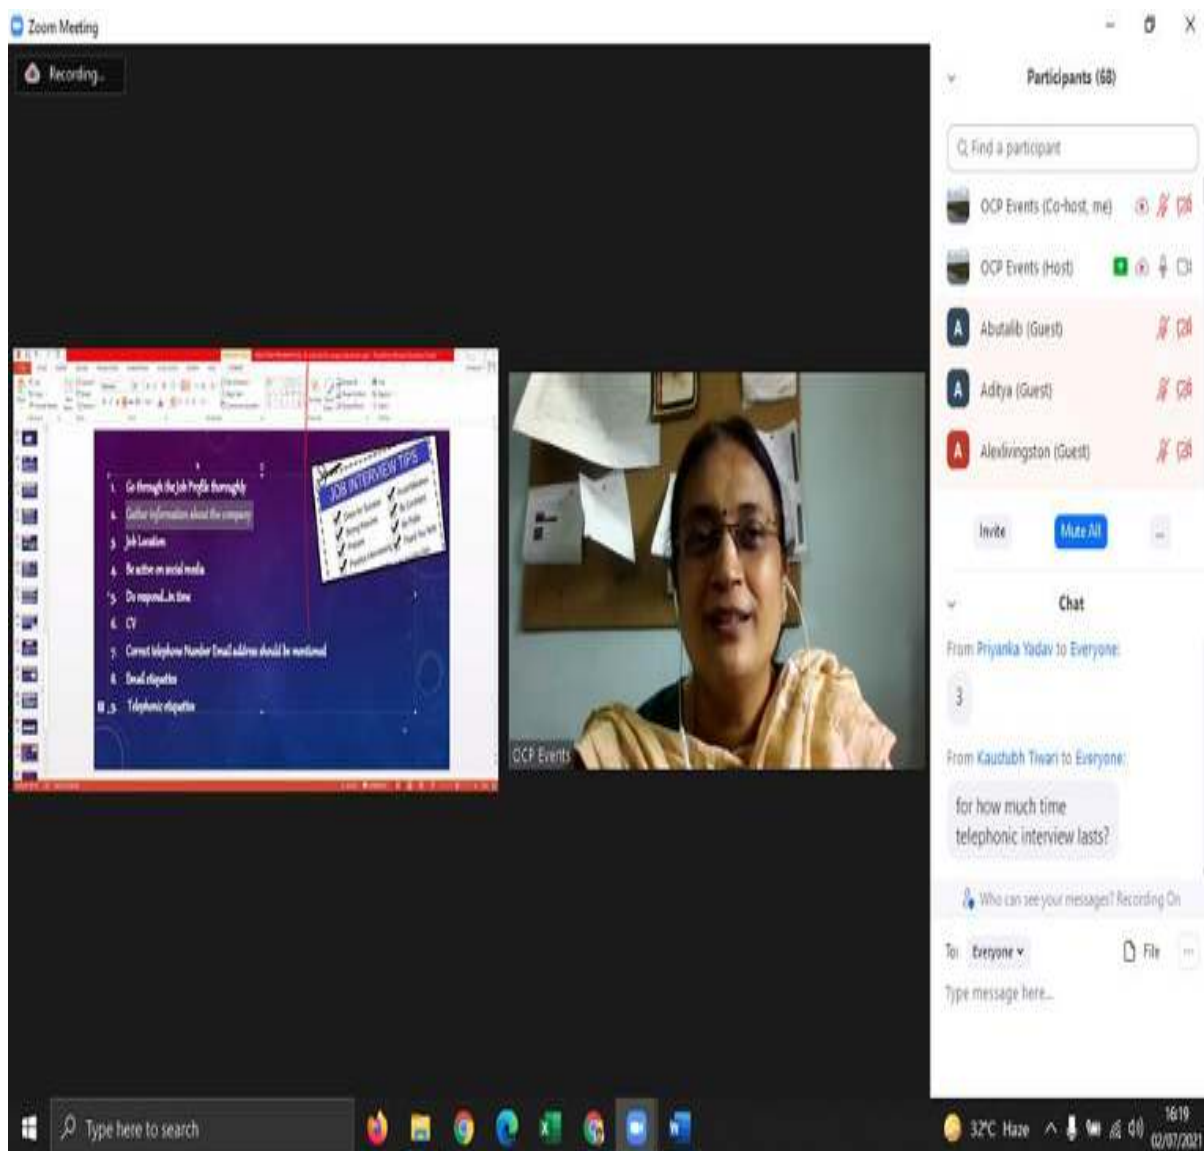 Zoom Meeting
Recording...
JOB INTERVIEW TIPS
1. Go through the Job Profile thoroughly
2. Gather information about the company
3. Job Location
4. Be active on social media
5. Do respond...in time
6. CV
7. Correct telephone Number Email address should be mentioned
8. Email etiquettes
9. Telephonic etiquettes
OCP Events
Participants (68)
Find a participant
OCP Events (Co-host, me)
OCP Events (Host)
A Abutalib (Guest)
A Aditya (Guest)
A Alexlivingston (Guest)
Invite
Mute All
...
Chat
From Priyanka Yadav to Everyone:
3
From Kaustubh Tiwari to Everyone:
for how much time
telephonic interview lasts?
Who can see your messages? Recording On
To: Everyone
File
...
Type message here...
Type here to search
32°C Haze
16:19
02/07/2021